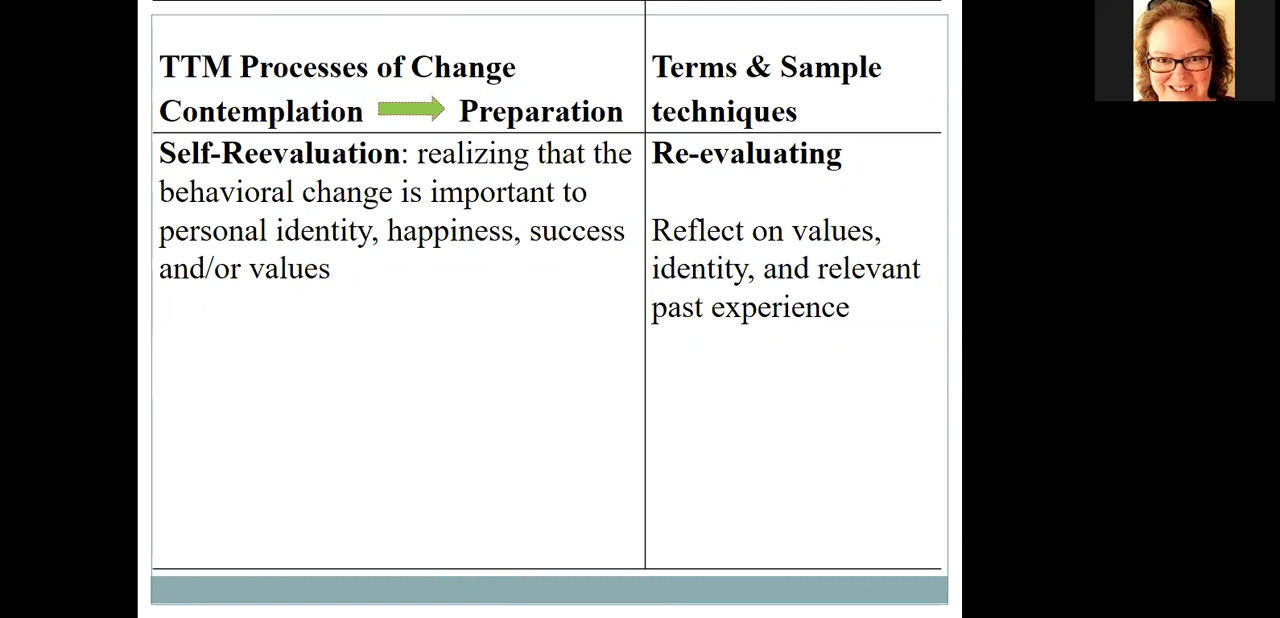 TTM Processes of Change
Contemplation Preparation
Terms & Sample
techniques
Self-Reevaluation: realizing that the
behavioral change is important to
personal identity, happiness, success
and/or values
Re-evaluating
Reflect on values,
identity, and relevant
past experience